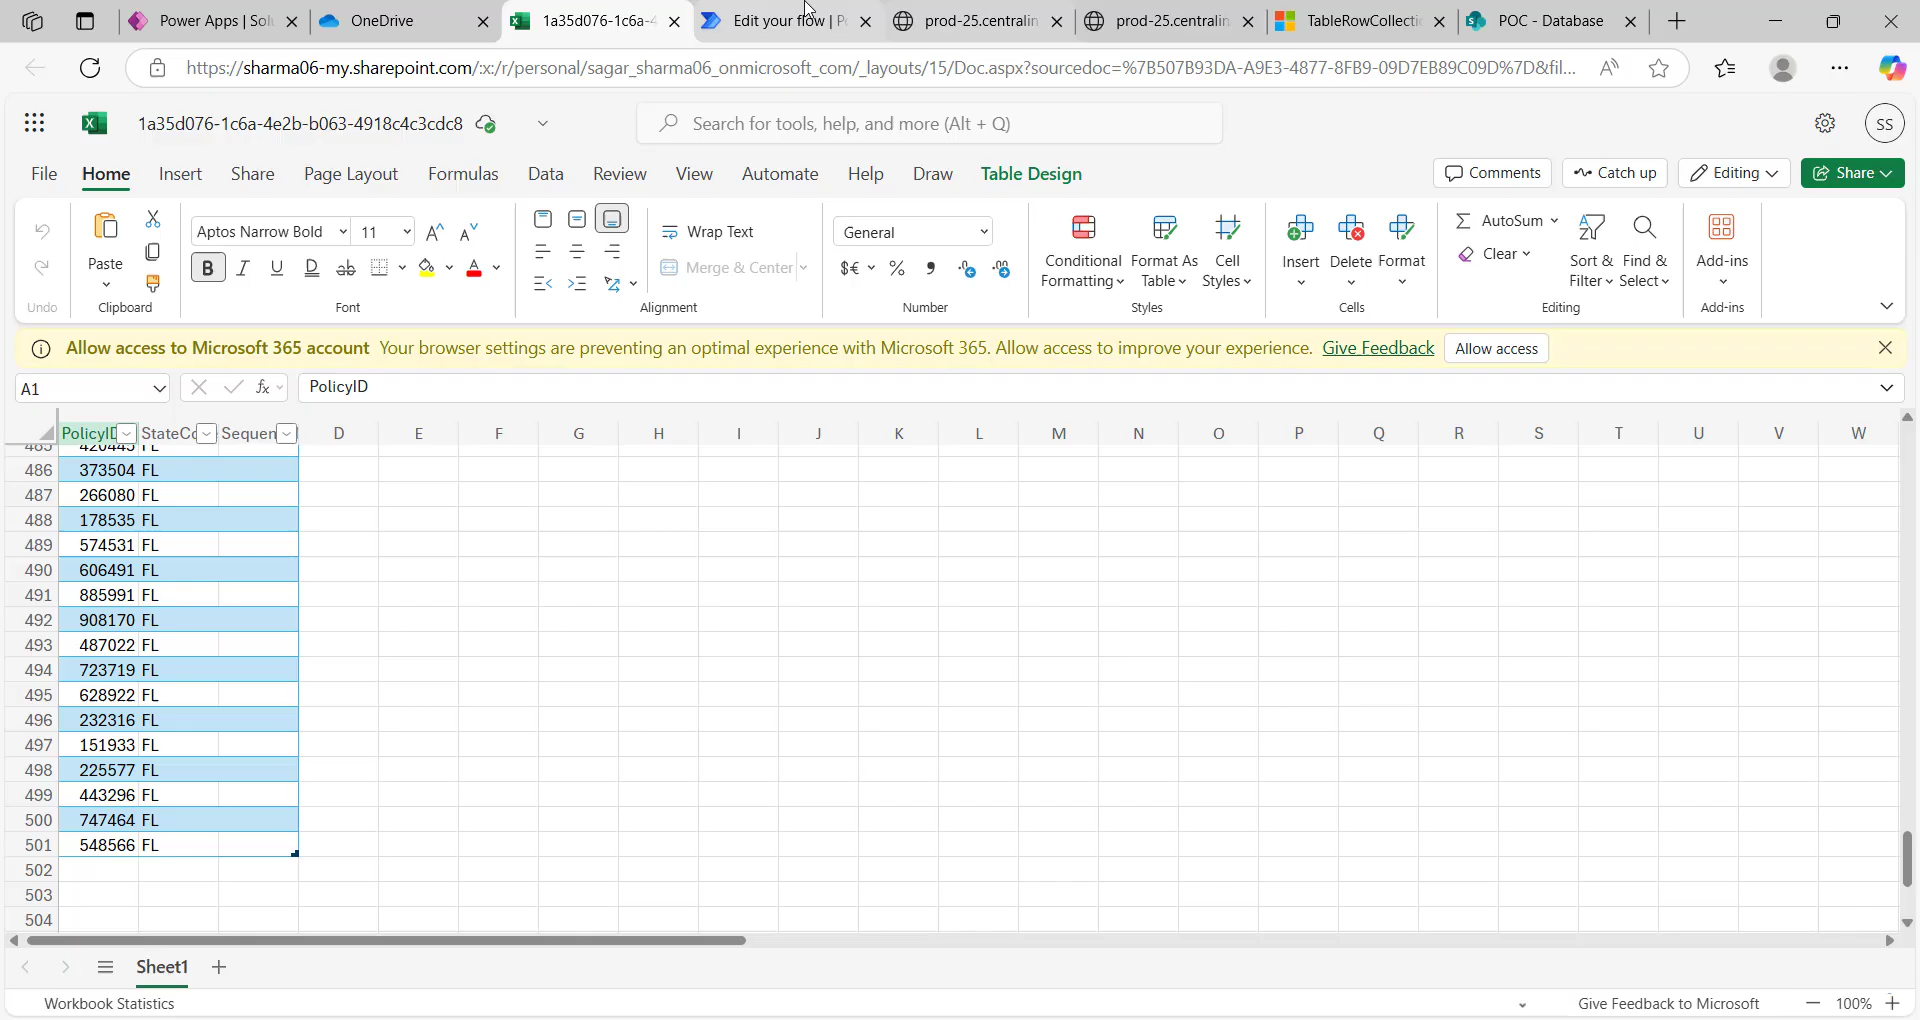 Power Apps | Solu
OneDrive
1a35d076-1c6a-4
Edit your flow | Po
prod-25.centralin
prod-25.centralin
TableRowCollectio
POC - Database
https://sharma06-my.sharepoint.com/:x:/r/personal/sagar_sharma06_onmicrosoft_com/_layouts/15/Doc.aspx?sourcedoc=%7B507B93DA-A9E3-4877-8FB9-09D7EB89C09D%7D&fil...
1a35d076-1c6a-4e2b-b063-4918c4c3cdc8
Search for tools, help, and more (Alt + Q)
SS
File Home Insert Share Page Layout Formulas Data Review View Automate Help Draw Table Design
Comments Catch up Editing Share
Aptos Narrow Bold 11 Wrap Text General AutoSum
Paste Merge & Center Clear
Conditional Formatting Format As Table Cell Styles Insert Delete Format Sort & Filter Find & Select Add-ins
Undo Clipboard Font Alignment Number Styles Cells Editing Add-ins
Allow access to Microsoft 365 account Your browser settings are preventing an optimal experience with Microsoft 365. Allow access to improve your experience. Give Feedback Allow access
A1 fx PolicyID
PolicyID StateCo Sequen D E F G H I J K L M N O P Q R S T U V W
485 420445 FL
486 373504 FL
487 266080 FL
488 178535 FL
489 574531 FL
490 606491 FL
491 885991 FL
492 908170 FL
493 487022 FL
494 723719 FL
495 628922 FL
496 232316 FL
497 151933 FL
498 225577 FL
499 443296 FL
500 747464 FL
501 548566 FL
502
503
504
Sheet1
Workbook Statistics
Give Feedback to Microsoft 100%